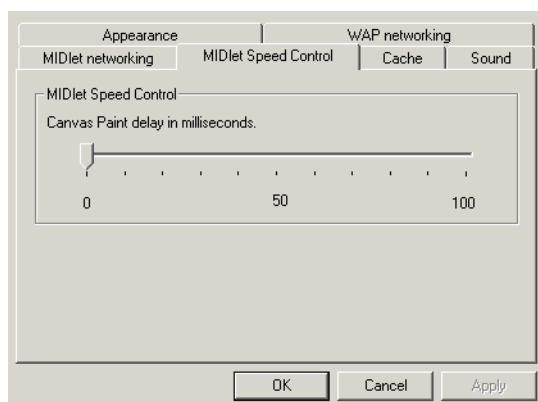 Appearance WAP networking
MIDlet networking MIDlet Speed Control Cache Sound
MIDlet Speed Control
Canvas Paint delay in milliseconds.
0 50 100
OK Cancel Apply